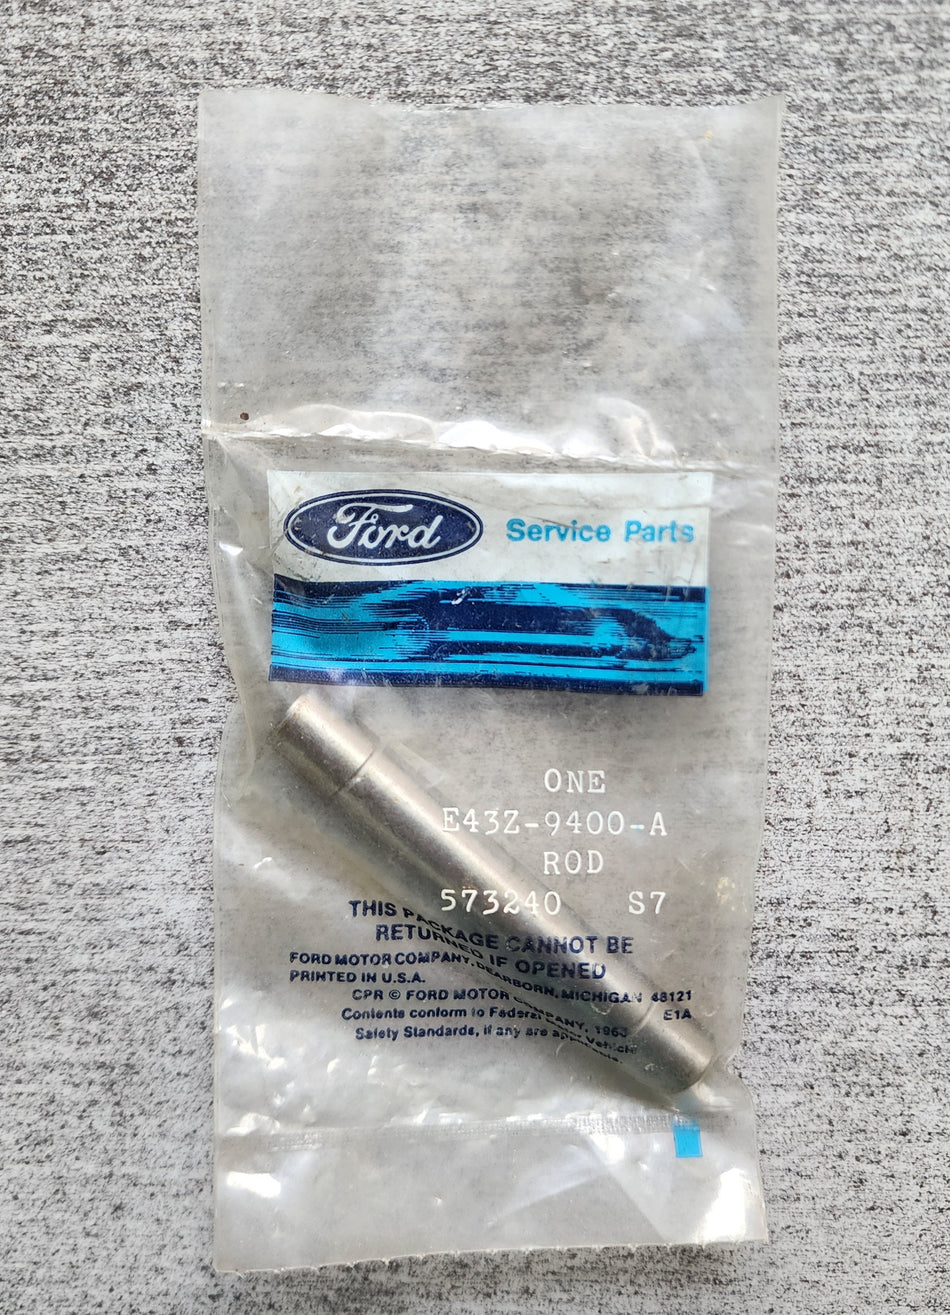 Ford Service Parts
ONE
E43Z-9400-A
ROD
573240 S7
THIS PACKAGE CANNOT BE
RETURNED IF OPENED
FORD MOTOR COMPANY, DEARBORN, MICHIGAN 48121
PRINTED IN U.S.A. E1A
CPR © FORD MOTOR COMPANY, 1963
Contents conform to Federal Vehicle
Safety Standards, if any are applicable.